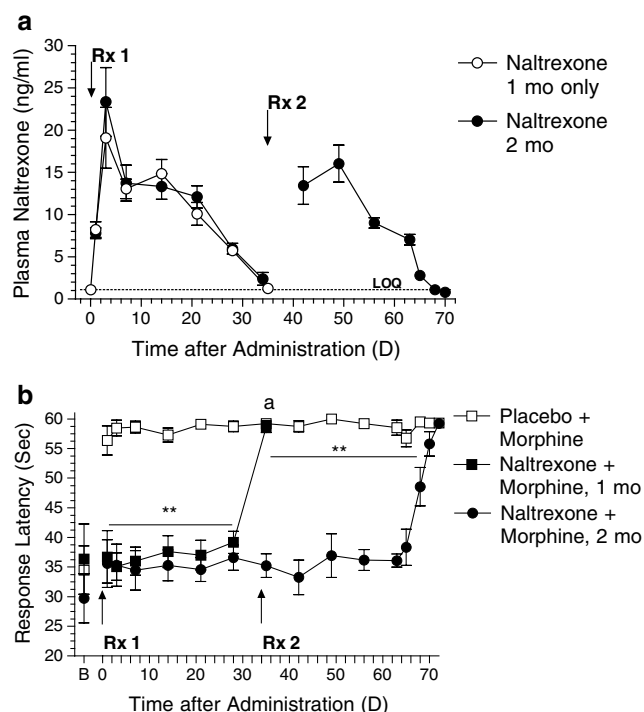 a
Rx 1
Rx 2
Naltrexone
1 mo only
Naltrexone
2 mo
Plasma Naltrexone (ng/ml)
30
25
20
15
10
5
0
LOQ
0 10 20 30 40 50 60 70
Time after Administration (D)
b
a
Placebo +
Morphine
Naltrexone +
Morphine, 1 mo
Naltrexone +
Morphine, 2 mo
Response Latency (Sec)
60
55
50
45
40
35
30
25
20
**
**
Rx 1
Rx 2
B 0 10 20 30 40 50 60 70
Time after Administration (D)